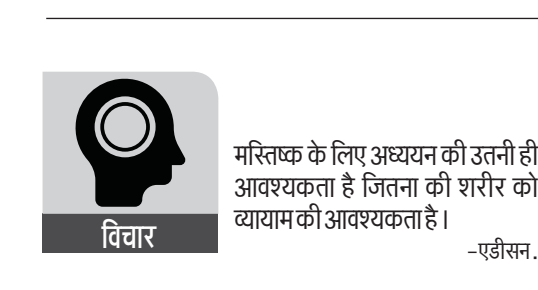 विचार
मस्तिष्क के लिए अध्ययन की उतनी ही
आवश्यकता है जितना की शरीर को
व्यायाम की आवश्यकता है।
-एडीसन.